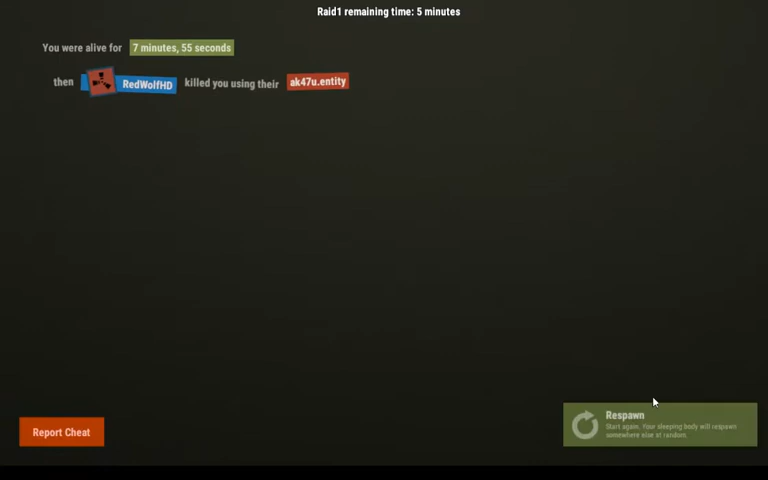 Raid1 remaining time: 5 minutes
You were alive for 7 minutes, 55 seconds
then RedWolfHD killed you using their ak47u.entity
Report Cheat
Respawn
Start again. Your sleeping body will respawn
somewhere else at random.